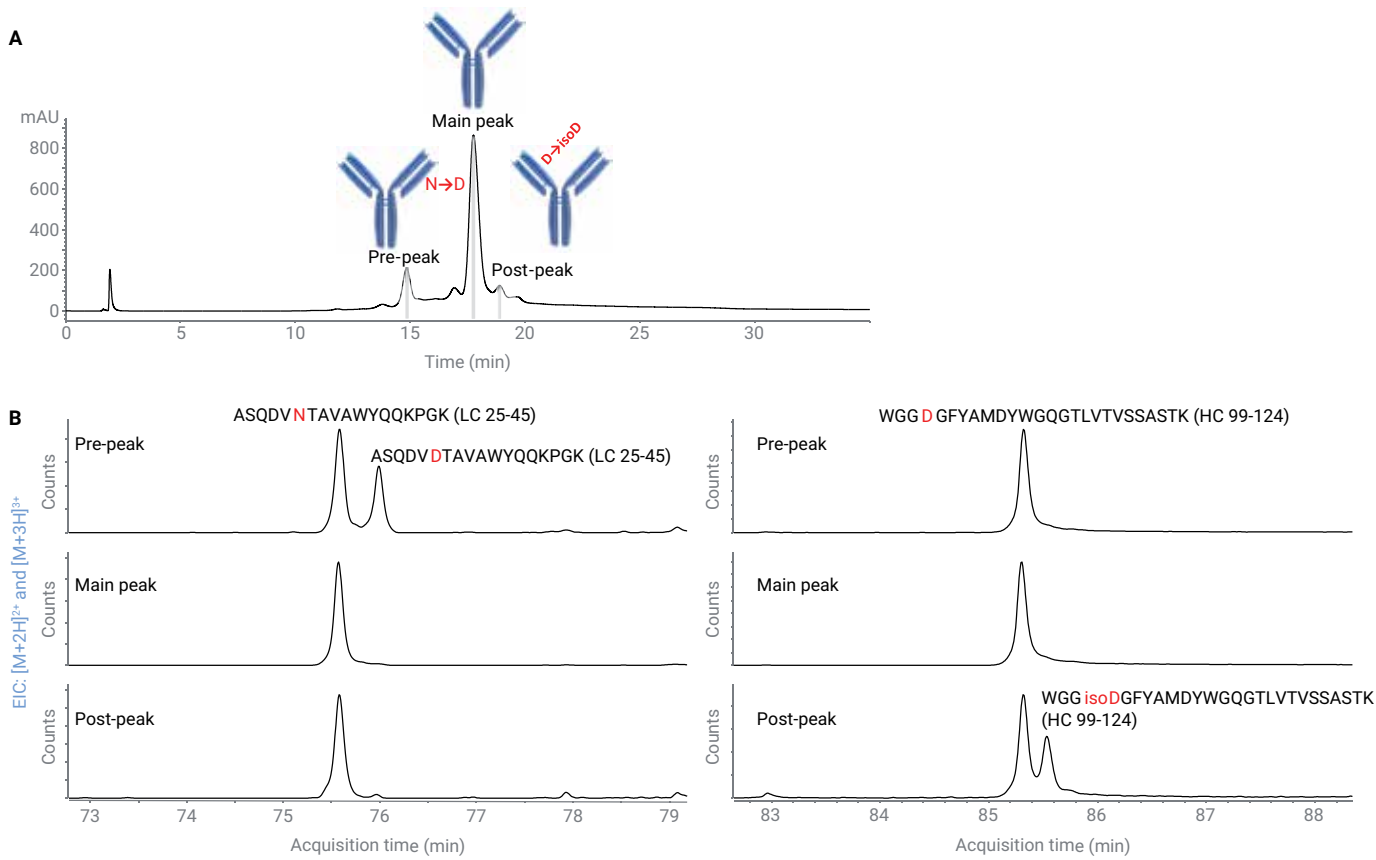 A
Main peak
D→isoD
N→D
Pre-peak
Post-peak
mAU
800
600
400
200
0
0 5 10 15 20 25 30
Time (min)
B
EIC: [M+2H]²⁺ and [M+3H]³⁺
ASQDVNTAVAWYQQKPGK (LC 25-45)
Pre-peak
ASQDVDTAVAWYQQKPGK (LC 25-45)
Counts
Main peak
Counts
Post-peak
Counts
73 74 75 76 77 78 79
Acquisition time (min)
WGGDGFYAMDYWGQGTLVTVSSASTK (HC 99-124)
Pre-peak
Counts
Main peak
Counts
WGGisoDGFYAMDYWGQGTLVTVSSASTK
(HC 99-124)
Post-peak
Counts
83 84 85 86 87 88
Acquisition time (min)